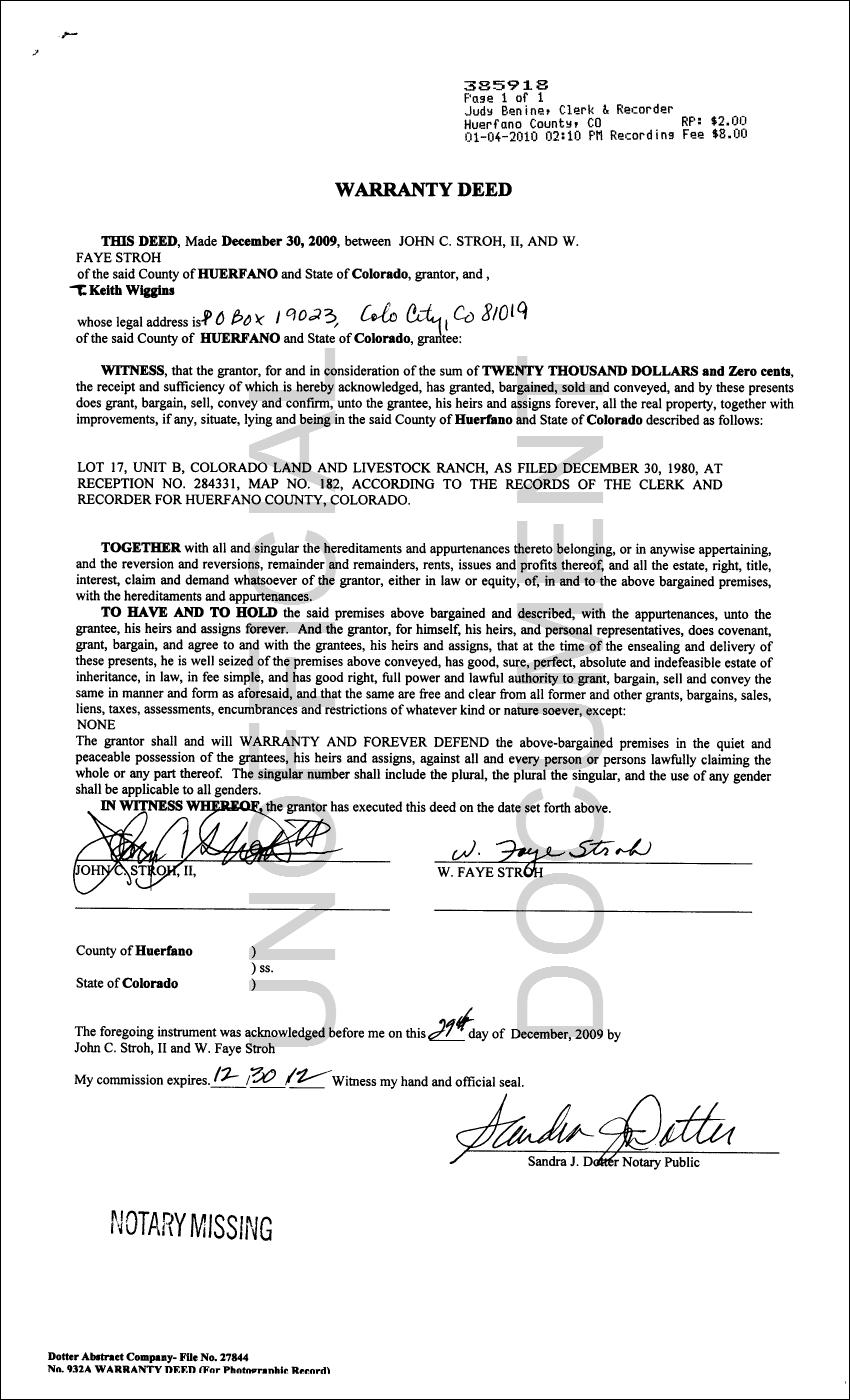 385918
Page 1 of 1
Judy Benine, Clerk & Recorder
Huerfano County, CO RP: $2.00
01-04-2010 02:10 PM Recording Fee $8.00
WARRANTY DEED
THIS DEED, Made December 30, 2009, between JOHN C. STROH, II, AND W.
FAYE STROH
of the said County of HUERFANO and State of Colorado, grantor, and ,
T. Keith Wiggins
whose legal address is PO Box 19023, Colo City, Co 81019
of the said County of HUERFANO and State of Colorado, grantee:
WITNESS, that the grantor, for and in consideration of the sum of TWENTY THOUSAND DOLLARS and Zero cents,
the receipt and sufficiency of which is hereby acknowledged, has granted, bargained, sold and conveyed, and by these presents
does grant, bargain, sell, convey and confirm, unto the grantee, his heirs and assigns forever, all the real property, together with
improvements, if any, situate, lying and being in the said County of Huerfano and State of Colorado described as follows:
LOT 17, UNIT B, COLORADO LAND AND LIVESTOCK RANCH, AS FILED DECEMBER 30, 1980, AT
RECEPTION NO. 284331, MAP NO. 182, ACCORDING TO THE RECORDS OF THE CLERK AND
RECORDER FOR HUERFANO COUNTY, COLORADO.
TOGETHER with all and singular the hereditaments and appurtenances thereto belonging, or in anywise appertaining,
and the reversion and reversions, remainder and remainders, rents, issues and profits thereof, and all the estate, right, title,
interest, claim and demand whatsoever of the grantor, either in law or equity, of, in and to the above bargained premises,
with the hereditaments and appurtenances.
TO HAVE AND TO HOLD the said premises above bargained and described, with the appurtenances, unto the
grantee, his heirs and assigns forever. And the grantor, for himself, his heirs, and personal representatives, does covenant,
grant, bargain, and agree to and with the grantees, his heirs and assigns, that at the time of the ensealing and delivery of
these presents, he is well seized of the premises above conveyed, has good, sure, perfect, absolute and indefeasible estate of
inheritance, in law, in fee simple, and has good right, full power and lawful authority to grant, bargain, sell and convey the
same in manner and form as aforesaid, and that the same are free and clear from all former and other grants, bargains, sales,
liens, taxes, assessments, encumbrances and restrictions of whatever kind or nature soever, except:
NONE
The grantor shall and will WARRANTY AND FOREVER DEFEND the above-bargained premises in the quiet and
peaceable possession of the grantees, his heirs and assigns, against all and every person or persons lawfully claiming the
whole or any part thereof. The singular number shall include the plural, the plural the singular, and the use of any gender
shall be applicable to all genders.
IN WITNESS WHEREOF, the grantor has executed this deed on the date set forth above.
John C Stroh II W. Faye Stroh
JOHN C. STROH, II, W. FAYE STROH
County of Huerfano )
) ss.
State of Colorado )
The foregoing instrument was acknowledged before me on this 29th day of December, 2009 by
John C. Stroh, II and W. Faye Stroh
My commission expires. 12/30/12 Witness my hand and official seal.
Sandra J Dotter
Sandra J. Dotter Notary Public
NOTARY MISSING
Dotter Abstract Company- File No. 27844
No. 932A WARRANTY DEED (For Photographic Record)
UNOFFICIAL
DOCUMENT